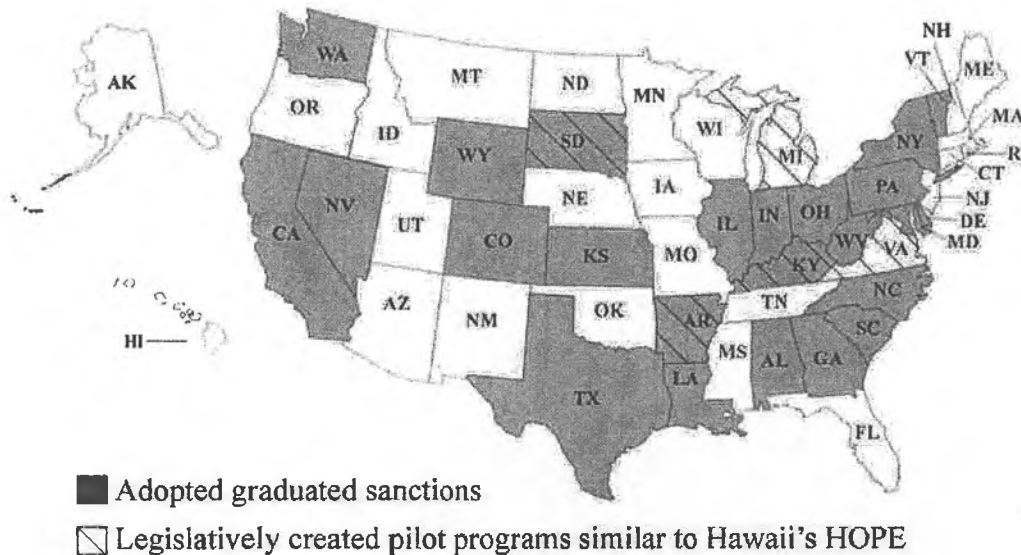 NH
WA
VT
ME
AK
MT
ND
MN
OR
MA
ID
SD
WI
NY
R
WY
MI
CT
IA
PA
NE
NJ
NV
IL
IN
OH
UT
DE
CA
CO
WV
VA
MD
KS
MO
KY
NC
TN
AZ
OK
NM
AR
SC
HI
MS
AL
GA
LA
TX
FL
Adopted graduated sanctions
Legislatively created pilot programs similar to Hawaii's HOPE